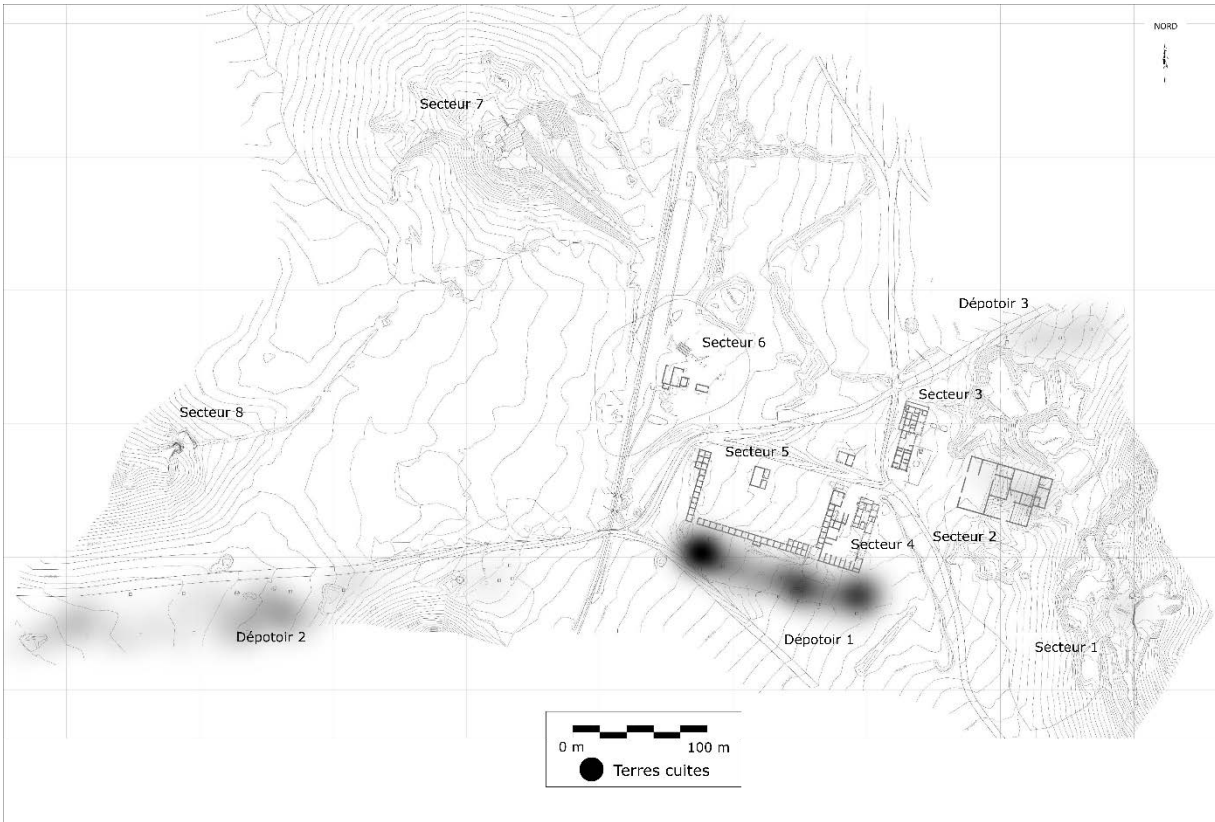 NORD
Secteur 7
Dépotoir 3
Secteur 6
Secteur 3
Secteur 8
Secteur 5
Secteur 4
Secteur 2
Dépotoir 2
Dépotoir 1
Secteur 1
0 m 100 m
Terres cuites